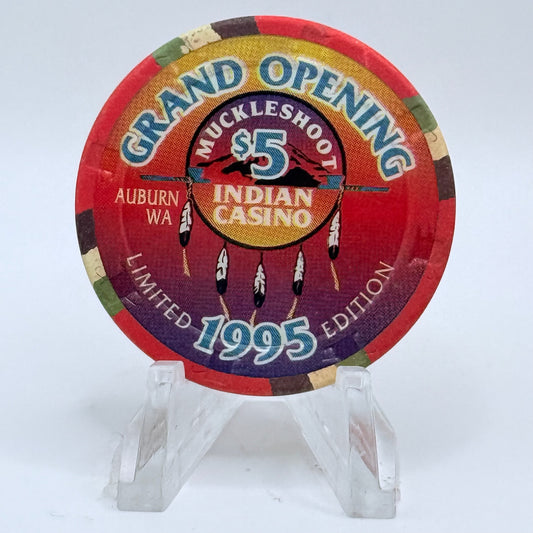 GRAND OPENING
MUCKLESHOOT
$5
INDIAN
CASINO
AUBURN
WA
LIMITED EDITION
1995